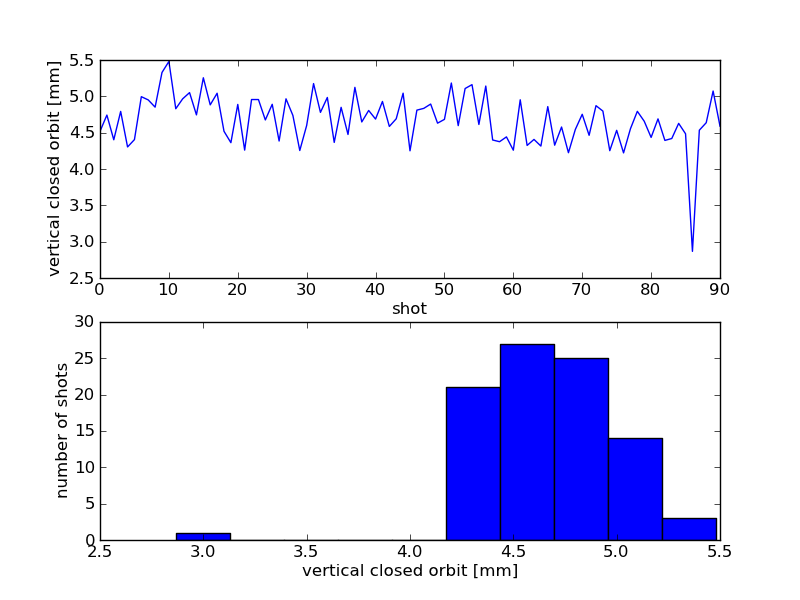 5.5
5.0
4.5
4.0
3.5
3.0
2.5
vertical closed orbit [mm]
0 10 20 30 40 50 60 70 80 90
shot
30
25
20
15
10
5
0
number of shots
2.5 3.0 3.5 4.0 4.5 5.0 5.5
vertical closed orbit [mm]